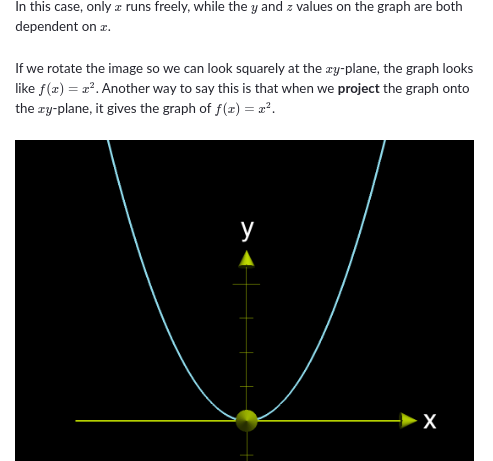 In this case, only x runs freely, while the y and z values on the graph are both
dependent on x.
If we rotate the image so we can look squarely at the xy-plane, the graph looks
like f(x) = x². Another way to say this is that when we project the graph onto
the xy-plane, it gives the graph of f(x) = x².
y
x